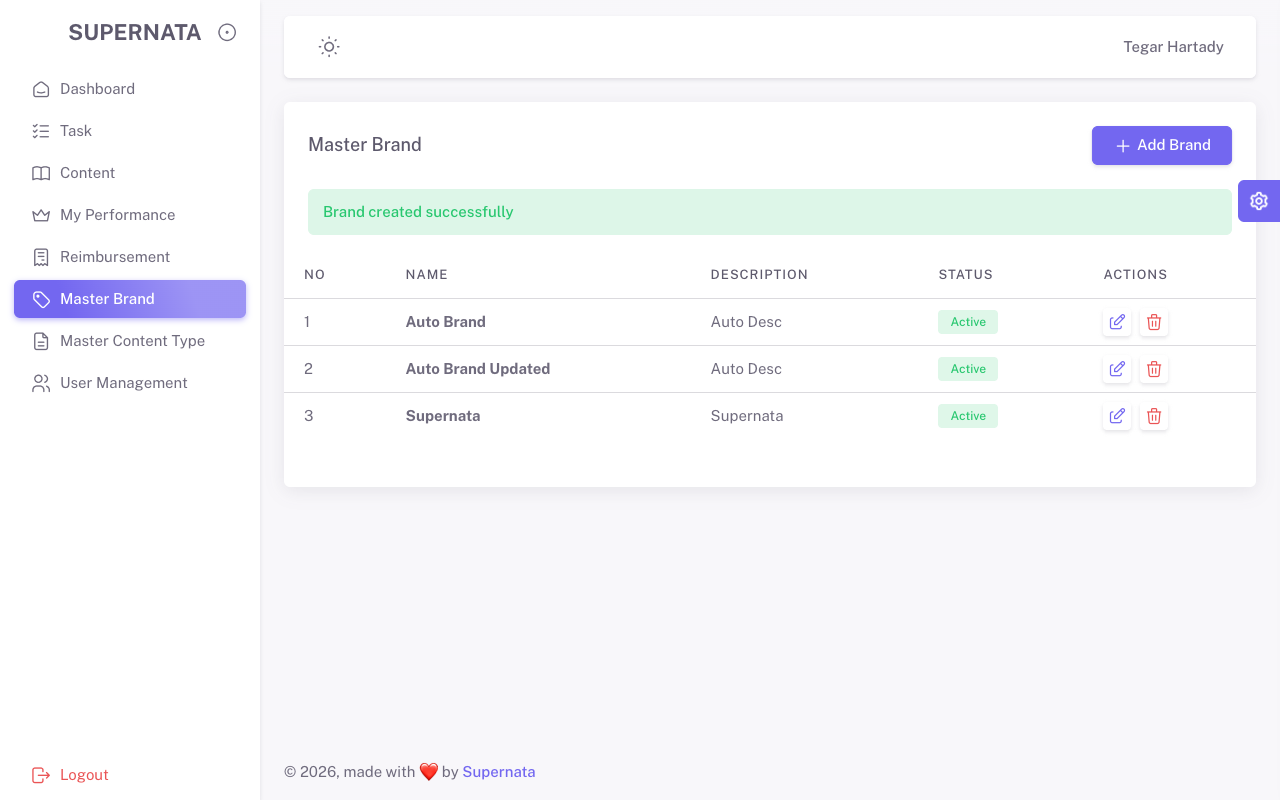 SUPERNATA
Dashboard
Task
Content
My Performance
Reimbursement
Master Brand
Master Content Type
User Management
Logout
Tegar Hartady
Master Brand
Add Brand
Brand created successfully
NO NAME DESCRIPTION STATUS ACTIONS
1 Auto Brand Auto Desc Active
2 Auto Brand Updated Auto Desc Active
3 Supernata Supernata Active
© 2026, made with ❤️ by Supernata